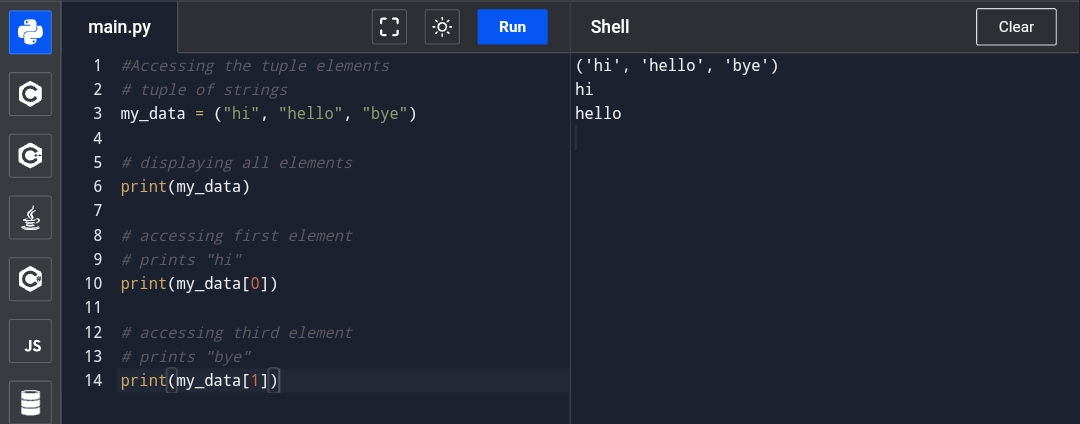 main.py
Run
Shell
Clear
1 #Accessing the tuple elements
2 # tuple of strings
3 my_data = ("hi", "hello", "bye")
4
5 # displaying all elements
6 print(my_data)
7
8 # accessing first element
9 # prints "hi"
10 print(my_data[0])
11
12 # accessing third element
13 # prints "bye"
14 print(my_data[1])
('hi', 'hello', 'bye')
hi
hello
JS